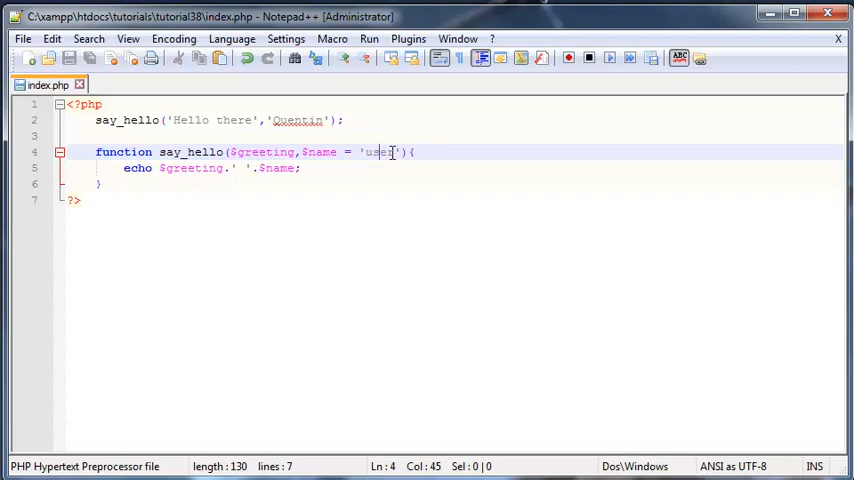 C:\xampp\htdocs\tutorials\tutorial38\index.php - Notepad++ [Administrator]
File Edit Search View Encoding Language Settings Macro Run Plugins Window ? X
index.php
1 <?php
2 say_hello('Hello there','Quentin');
3
4 function say_hello($greeting,$name = 'user'){
5 echo $greeting.' '.$name;
6 }
7 ?>
PHP Hypertext Preprocessor file length : 130 lines : 7 Ln : 4 Col : 45 Sel : 0 | 0 Dos\Windows ANSI as UTF-8 INS